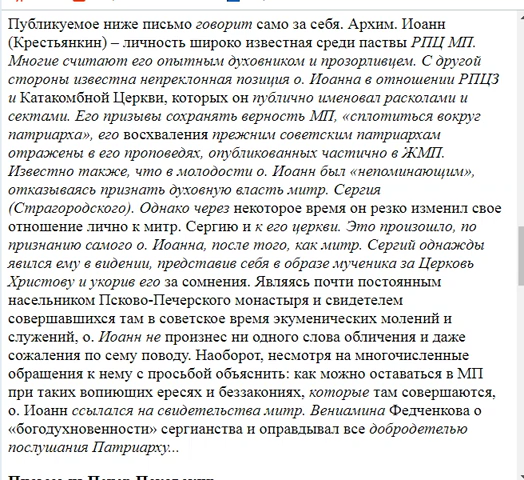 Публикуемое ниже письмо говорит само за себя. Архим. Иоанн
(Крестьянкин) – личность широко известная среди паствы РПЦ МП.
Многие считают его опытным духовником и прозорливцем. С другой
стороны известна непреклонная позиция о. Иоанна в отношении РПЦЗ
и Катакомбной Церкви, которых он публично именовал расколами и
сектами. Его призывы сохранять верность МП, «сплотиться вокруг
патриарха», его восхваления прежним советским патриархам
отражены в его проповедях, опубликованных частично в ЖМП.
Известно также, что в молодости о. Иоанн был «непоминающим»,
отказываясь признать духовную власть митр. Сергия
(Страгородского). Однако через некоторое время он резко изменил свое
отношение лично к митр. Сергию и к его церкви. Это произошло, по
признанию самого о. Иоанна, после того, как митр. Сергий однажды
явился ему в видении, представив себя в образе мученика за Церковь
Христову и укорив его за сомнения. Являясь почти постоянным
насельником Псково-Печерского монастыря и свидетелем
совершавшихся там в советское время экуменических молений и
служений, о. Иоанн не произнес ни одного слова обличения и даже
сожаления по сему поводу. Наоборот, несмотря на многочисленные
обращения к нему с просьбой объяснить: как можно оставаться в МП
при таких вопиющих ересях и беззакониях, которые там совершаются,
о. Иоанн ссылался на свидетельства митр. Вениамина Федченкова о
«богодухновенности» сергианства и оправдывал все добродетелью
послушания Патриарху...